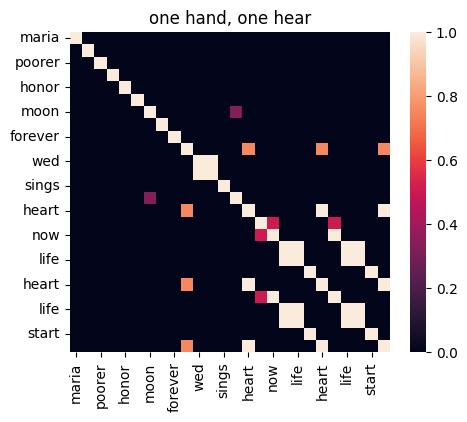 one hand, one hear
maria
poorer
honor
moon
forever
wed
sings
heart
now
life
heart
life
start
1.0
0.8
0.6
0.4
0.2
0.0
maria
poorer
honor
moon
forever
wed
sings
heart
now
life
heart
life
start